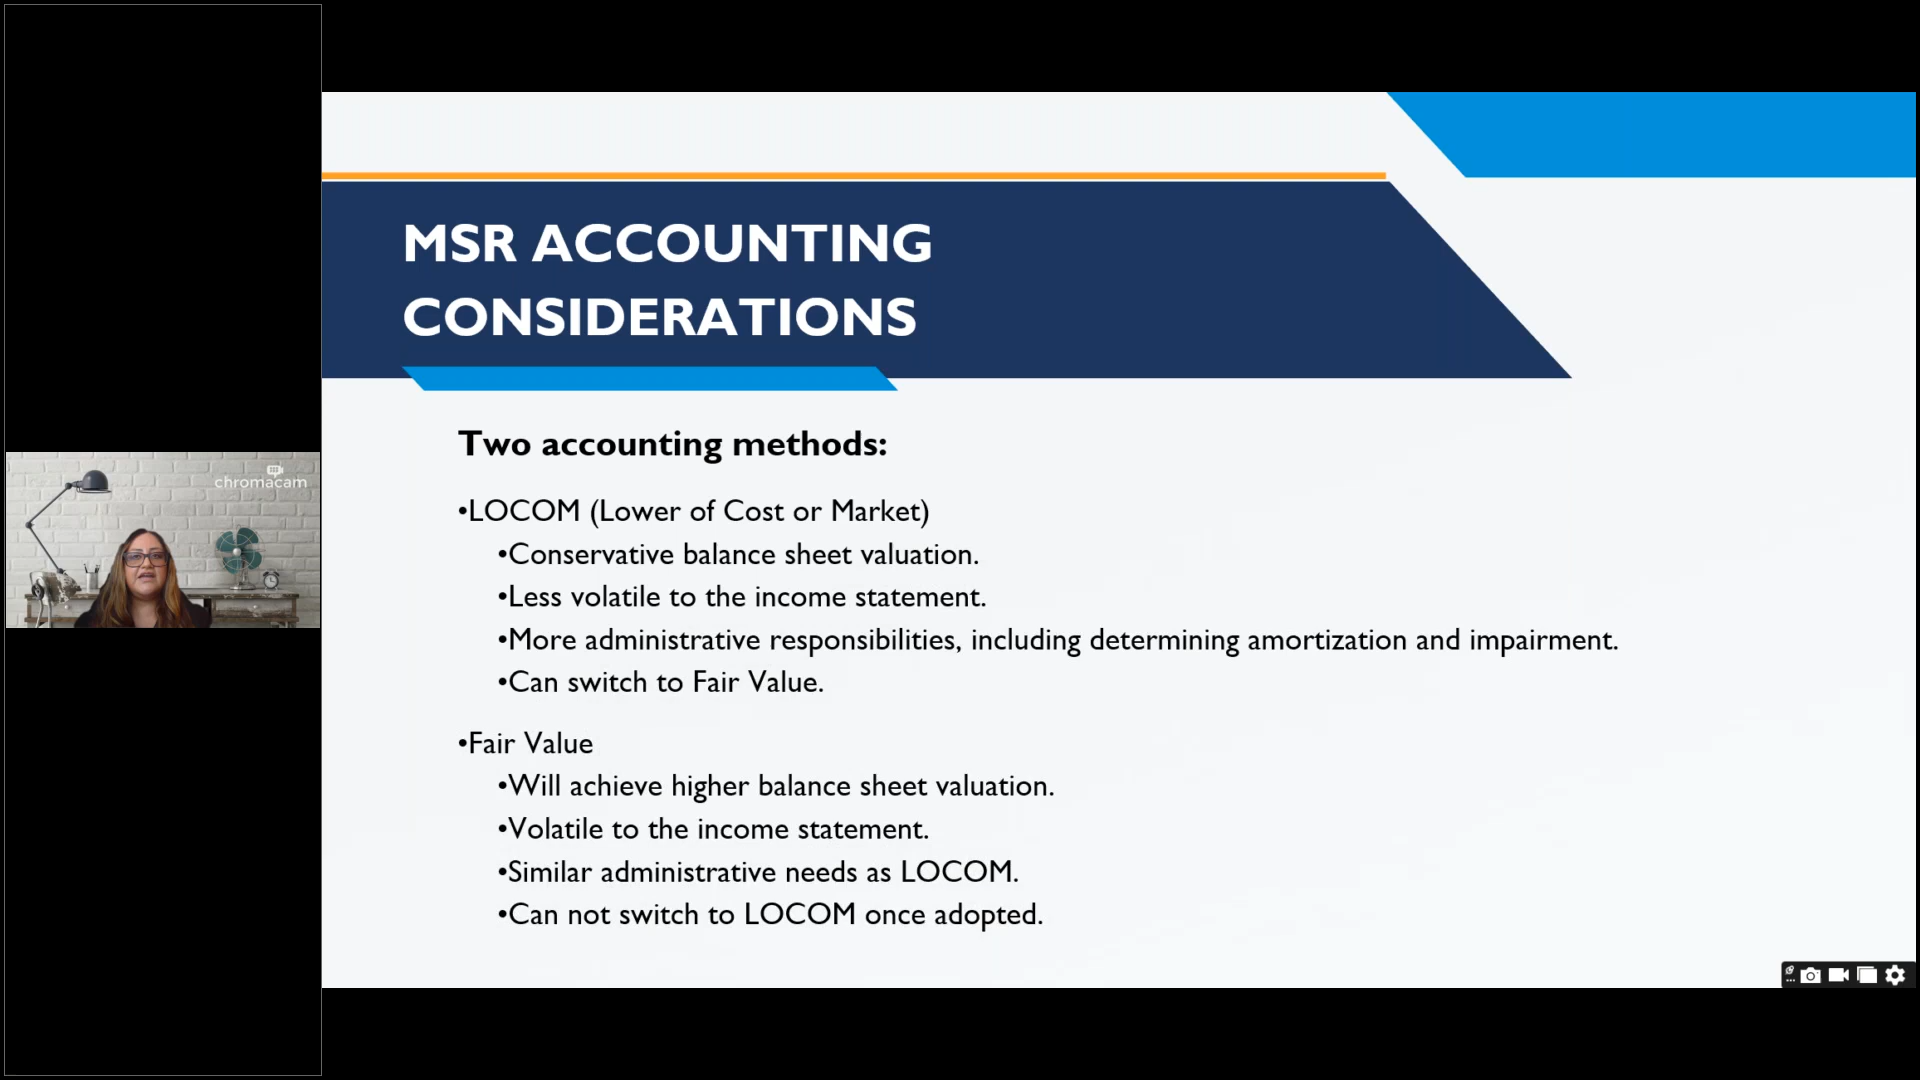 MSR ACCOUNTING
CONSIDERATIONS
Two accounting methods:
•LOCOM (Lower of Cost or Market)
•Conservative balance sheet valuation.
•Less volatile to the income statement.
•More administrative responsibilities, including determining amortization and impairment.
•Can switch to Fair Value.
•Fair Value
•Will achieve higher balance sheet valuation.
•Volatile to the income statement.
•Similar administrative needs as LOCOM.
•Can not switch to LOCOM once adopted.
chromacam